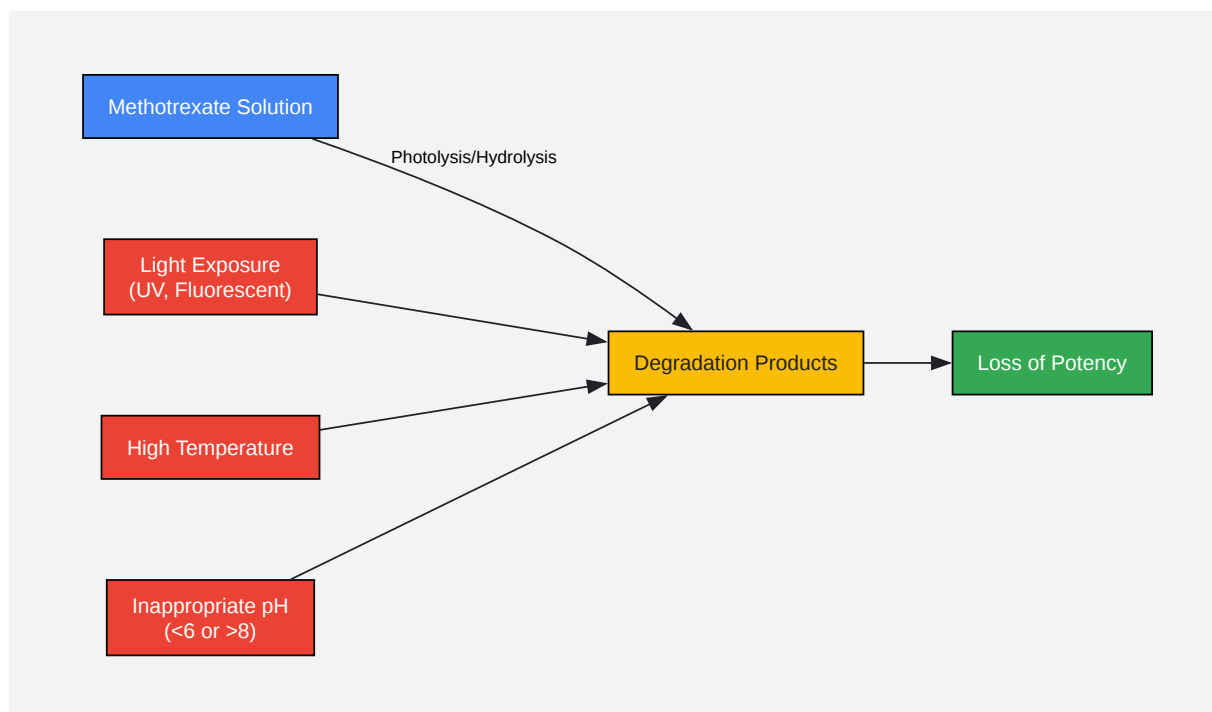 Methotrexate Solution
Photolysis/Hydrolysis
Light Exposure
(UV, Fluorescent)
Degradation Products
Loss of Potency
High Temperature
Inappropriate pH
(<6 or >8)